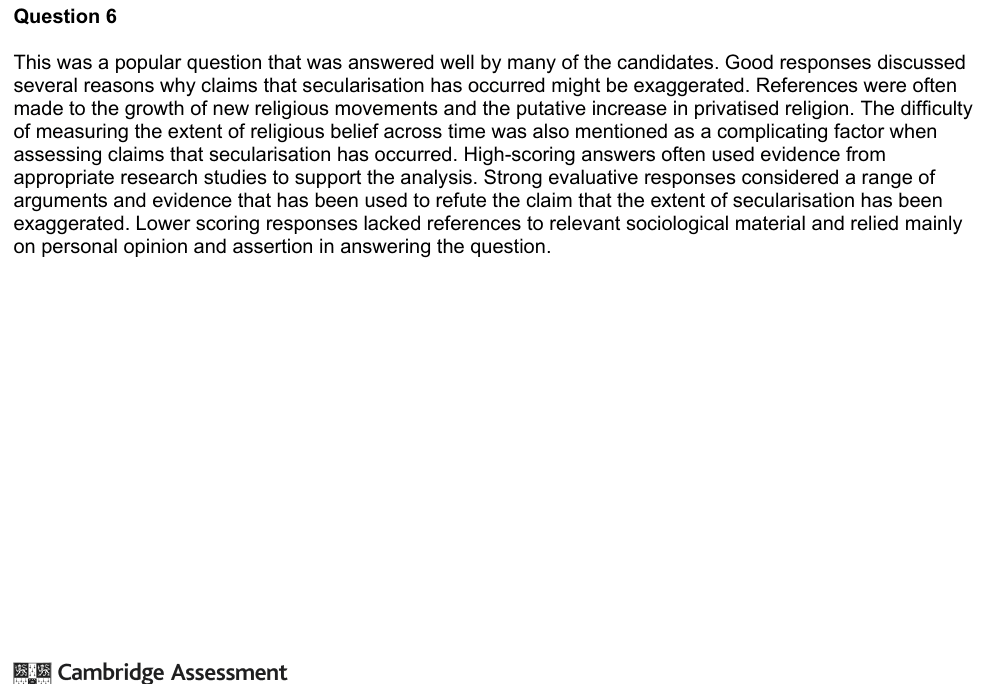 Question 6
This was a popular question that was answered well by many of the candidates. Good responses discussed
several reasons why claims that secularisation has occurred might be exaggerated. References were often
made to the growth of new religious movements and the putative increase in privatised religion. The difficulty
of measuring the extent of religious belief across time was also mentioned as a complicating factor when
assessing claims that secularisation has occurred. High-scoring answers often used evidence from
appropriate research studies to support the analysis. Strong evaluative responses considered a range of
arguments and evidence that has been used to refute the claim that the extent of secularisation has been
exaggerated. Lower scoring responses lacked references to relevant sociological material and relied mainly
on personal opinion and assertion in answering the question.
Cambridge Assessment